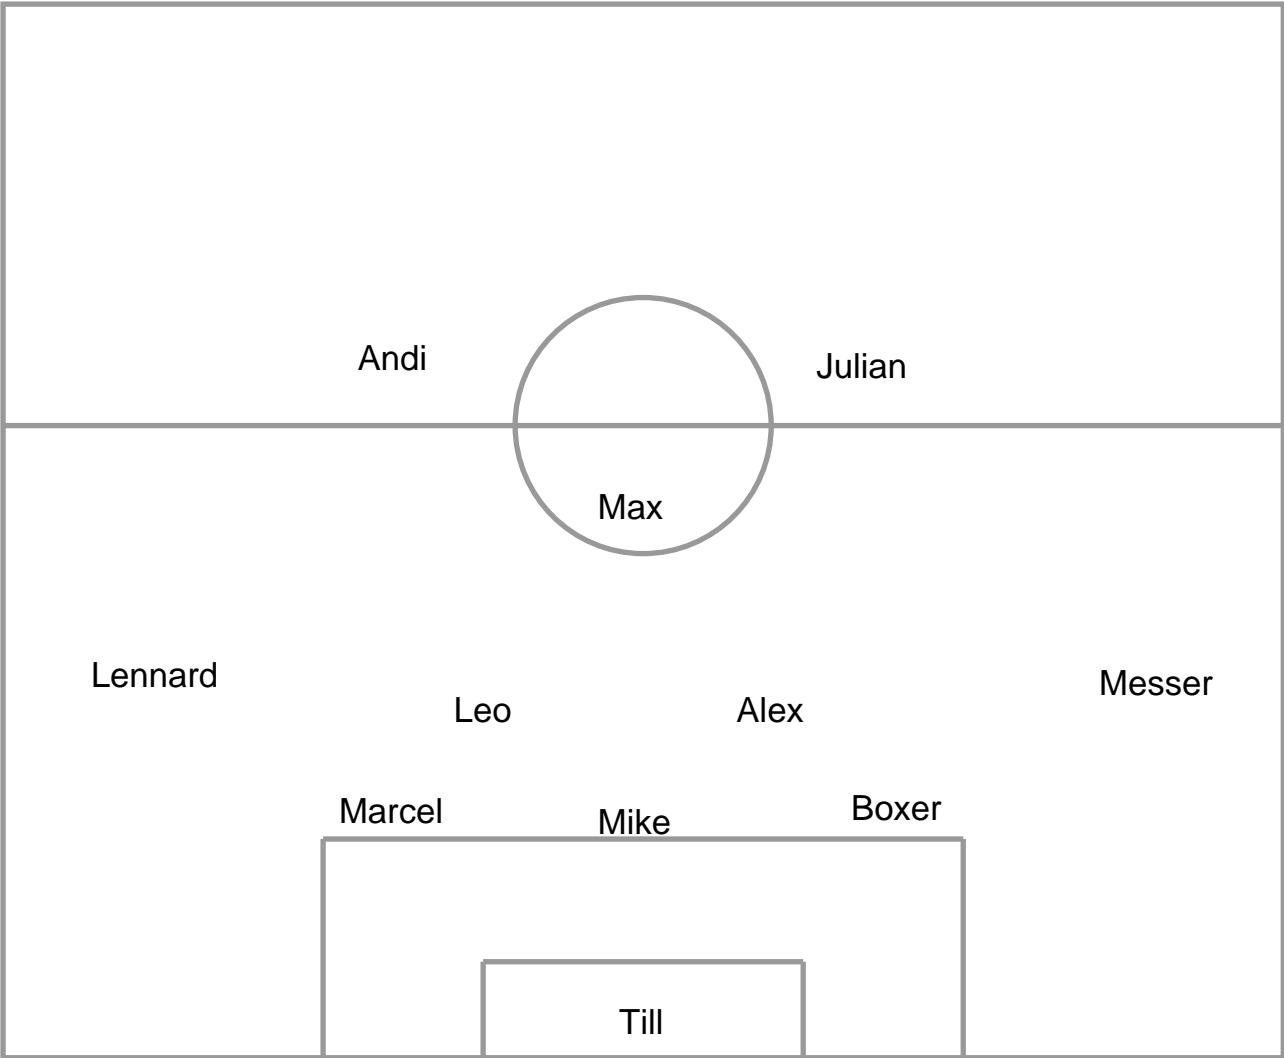 Andi
Julian
Max
Lennard
Messer
Leo
Alex
Marcel
Mike
Boxer
Till